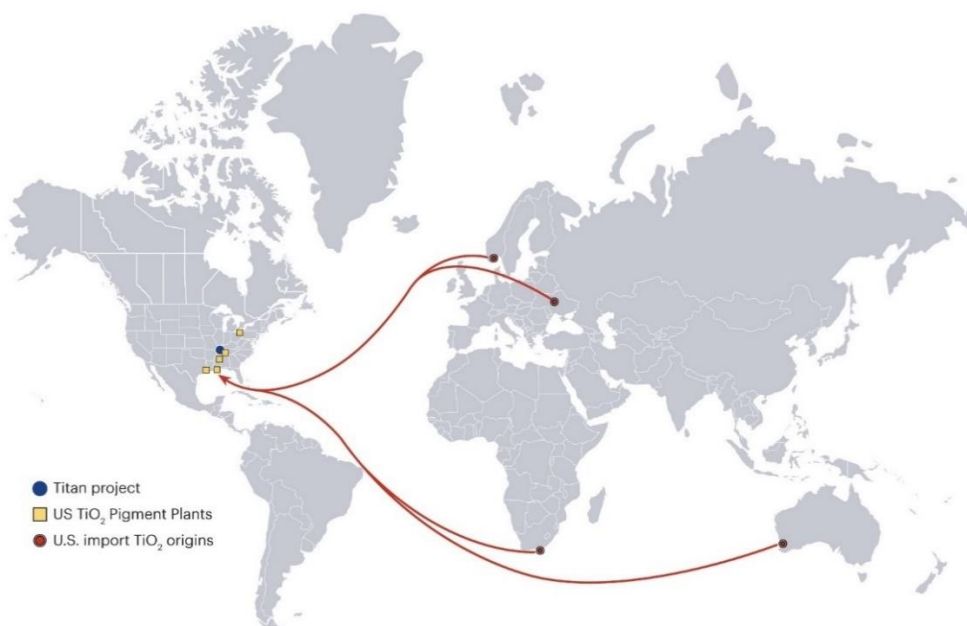 Titan project
US TiO₂ Pigment Plants
U.S. import TiO₂ origins